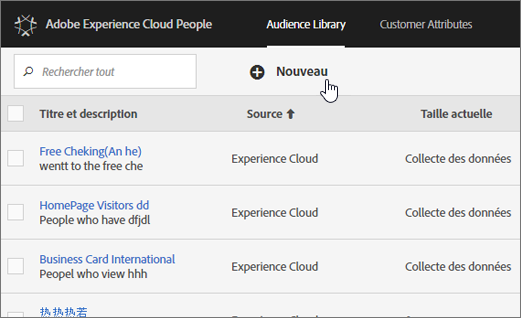 Adobe Experience Cloud People Audience Library Customer Attributes
Rechercher tout Nouveau
Titre et description Source Taille actuelle
Free Cheking(An he)
wentt to the free che
Experience Cloud Collecte des données
HomePage Visitors dd
People who have dfjdl
Experience Cloud Collecte des données
Business Card International
Peopel who view hhh
Experience Cloud Collecte des données
热热热若